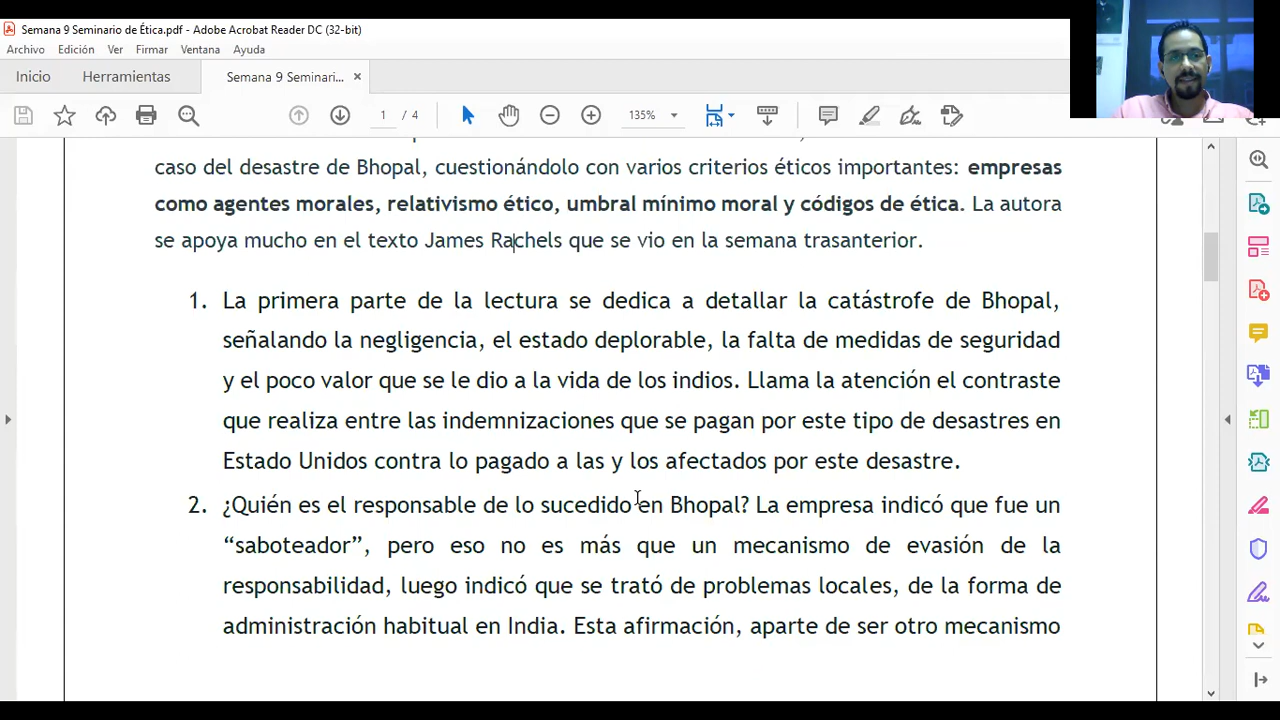 Semana 9 Seminario de Ética.pdf - Adobe Acrobat Reader DC (32-bit)
Archivo Edición Ver Firmar Ventana Ayuda
Inicio Herramientas Semana 9 Seminari... ×
1 / 4 135%
caso del desastre de Bhopal, cuestionándolo con varios criterios éticos importantes: empresas
como agentes morales, relativismo ético, umbral mínimo moral y códigos de ética. La autora
se apoya mucho en el texto James Rachels que se vio en la semana trasanterior.
1. La primera parte de la lectura se dedica a detallar la catástrofe de Bhopal,
señalando la negligencia, el estado deplorable, la falta de medidas de seguridad
y el poco valor que se le dio a la vida de los indios. Llama la atención el contraste
que realiza entre las indemnizaciones que se pagan por este tipo de desastres en
Estado Unidos contra lo pagado a las y los afectados por este desastre.
2. ¿Quién es el responsable de lo sucedido en Bhopal? La empresa indicó que fue un
“saboteador”, pero eso no es más que un mecanismo de evasión de la
responsabilidad, luego indicó que se trató de problemas locales, de la forma de
administración habitual en India. Esta afirmación, aparte de ser otro mecanismo